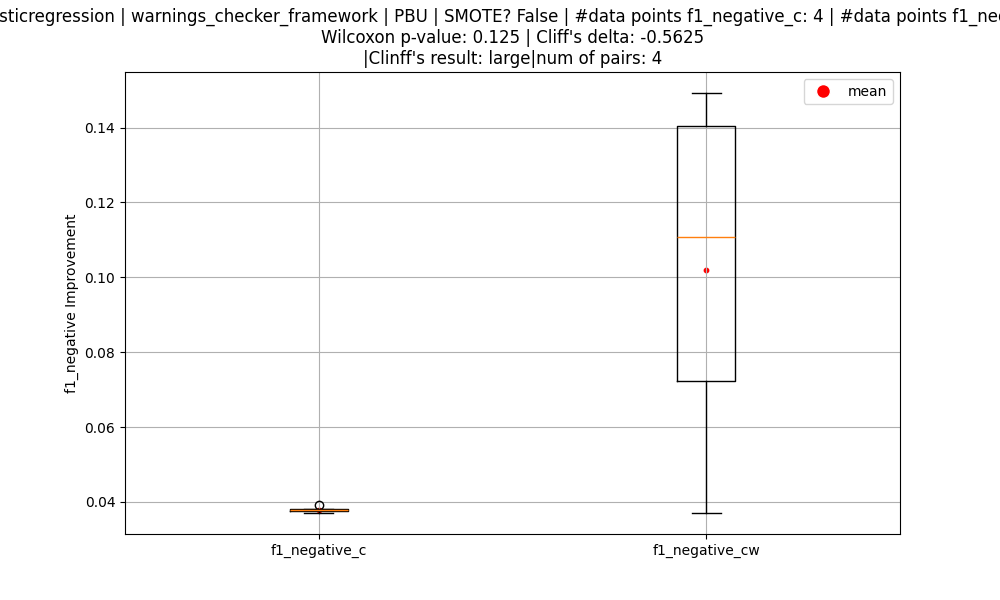 sticregression | warnings_checker_framework | PBU | SMOTE? False | #data points f1_negative_c: 4 | #data points f1_neg
Wilcoxon p-value: 0.125 | Cliff's delta: -0.5625
|Clinff's result: large|num of pairs: 4
mean
0.14
0.12
0.10
0.08
0.06
0.04
f1_negative Improvement
f1_negative_c
f1_negative_cw